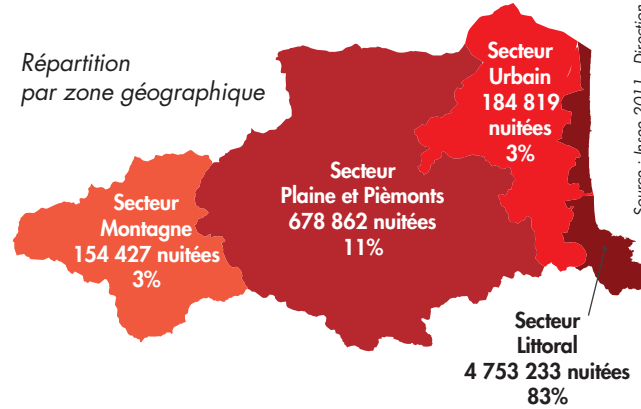 Répartition
par zone géographique
Secteur
Urbain
184 819
nuitées
3%
Secteur
Plaine et Pièmonts
678 862 nuitées
11%
Secteur
Montagne
154 427 nuitées
3%
Secteur
Littoral
4 753 233 nuitées
83%
Source : Insee 2011 Direction